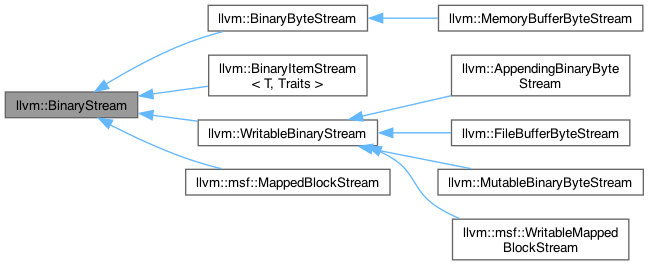 llvm::BinaryStream
llvm::BinaryByteStream
llvm::BinaryItemStream
< T, Traits >
llvm::WritableBinaryStream
llvm::msf::MappedBlockStream
llvm::MemoryBufferByteStream
llvm::AppendingBinaryByte
Stream
llvm::FileBufferByteStream
llvm::MutableBinaryByteStream
llvm::msf::WritableMapped
BlockStream